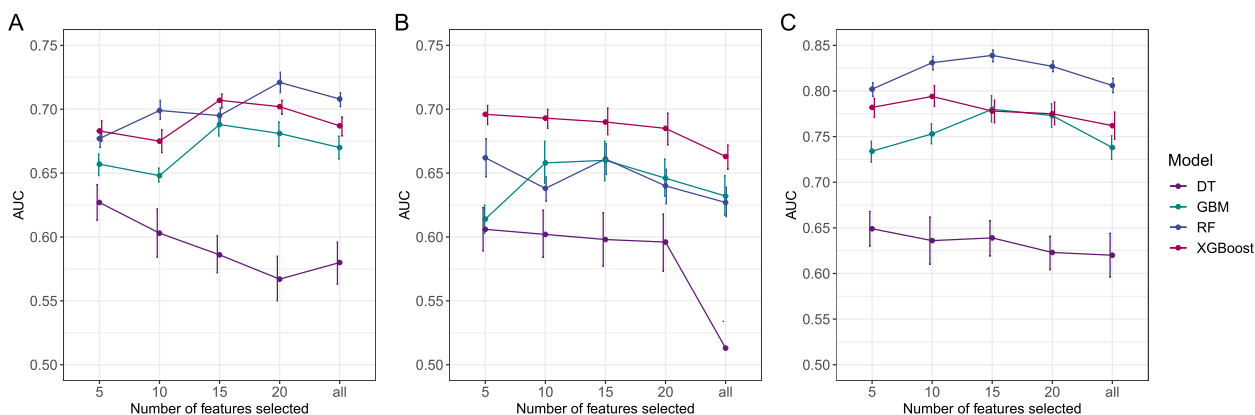 A
B
C
0.75
0.70
0.65
0.60
0.55
0.50
AUC
5 10 15 20 all
Number of features selected
0.75
0.70
0.65
0.60
0.55
0.50
AUC
5 10 15 20 all
Number of features selected
0.85
0.80
0.75
0.70
0.65
0.60
0.55
0.50
AUC
5 10 15 20 all
Number of features selected
Model
DT
GBM
RF
XGBoost